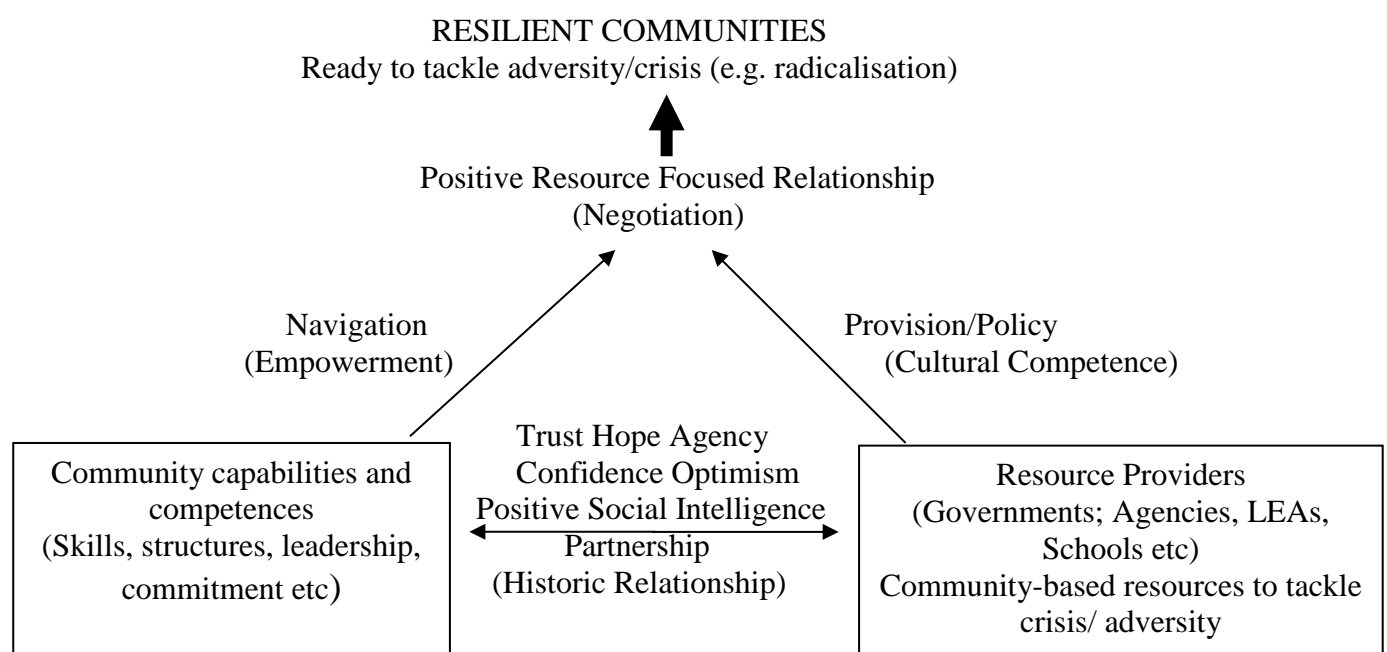 RESILIENT COMMUNITIES
Ready to tackle adversity/crisis (e.g. radicalisation)
Positive Resource Focused Relationship
(Negotiation)
Navigation
(Empowerment)
Provision/Policy
(Cultural Competence)
Community capabilities and
competences
(Skills, structures, leadership,
commitment etc)
Trust Hope Agency
Confidence Optimism
Positive Social Intelligence
Partnership
(Historic Relationship)
Resource Providers
(Governments; Agencies, LEAs,
Schools etc)
Community-based resources to tackle
crisis/ adversity